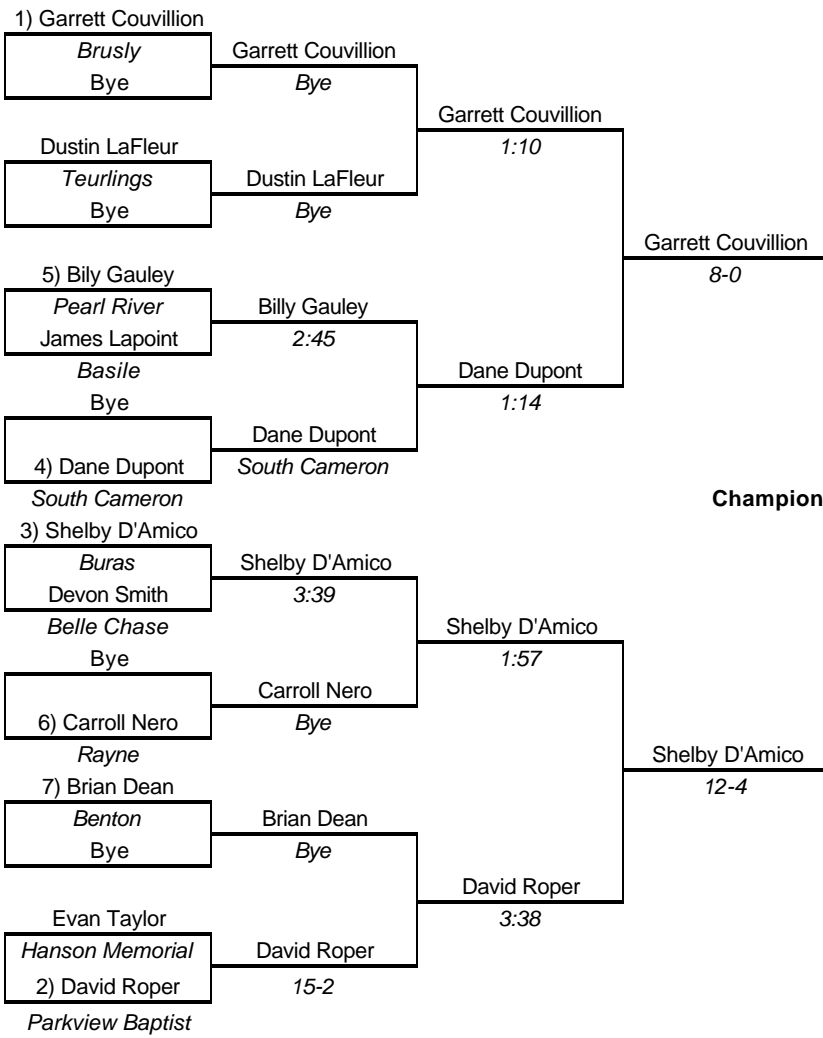 1) Garrett Couvillion
Brusly
Garrett Couvillion
Bye
Bye
Garrett Couvillion
Dustin LaFleur
1:10
Teurlings
Dustin LaFleur
Bye
Bye
Garrett Couvillion
5) Bily Gauley
8-0
Pearl River
Billy Gauley
James Lapoint
2:45
Basile
Dane Dupont
Bye
1:14
Dane Dupont
4) Dane Dupont
South Cameron
South Cameron
Champion
3) Shelby D'Amico
Buras
Shelby D'Amico
Devon Smith
3:39
Belle Chase
Shelby D'Amico
Bye
1:57
Carroll Nero
6) Carroll Nero
Bye
Rayne
Shelby D'Amico
7) Brian Dean
12-4
Benton
Brian Dean
Bye
Bye
David Roper
Evan Taylor
3:38
Hanson Memorial
David Roper
2) David Roper
15-2
Parkview Baptist